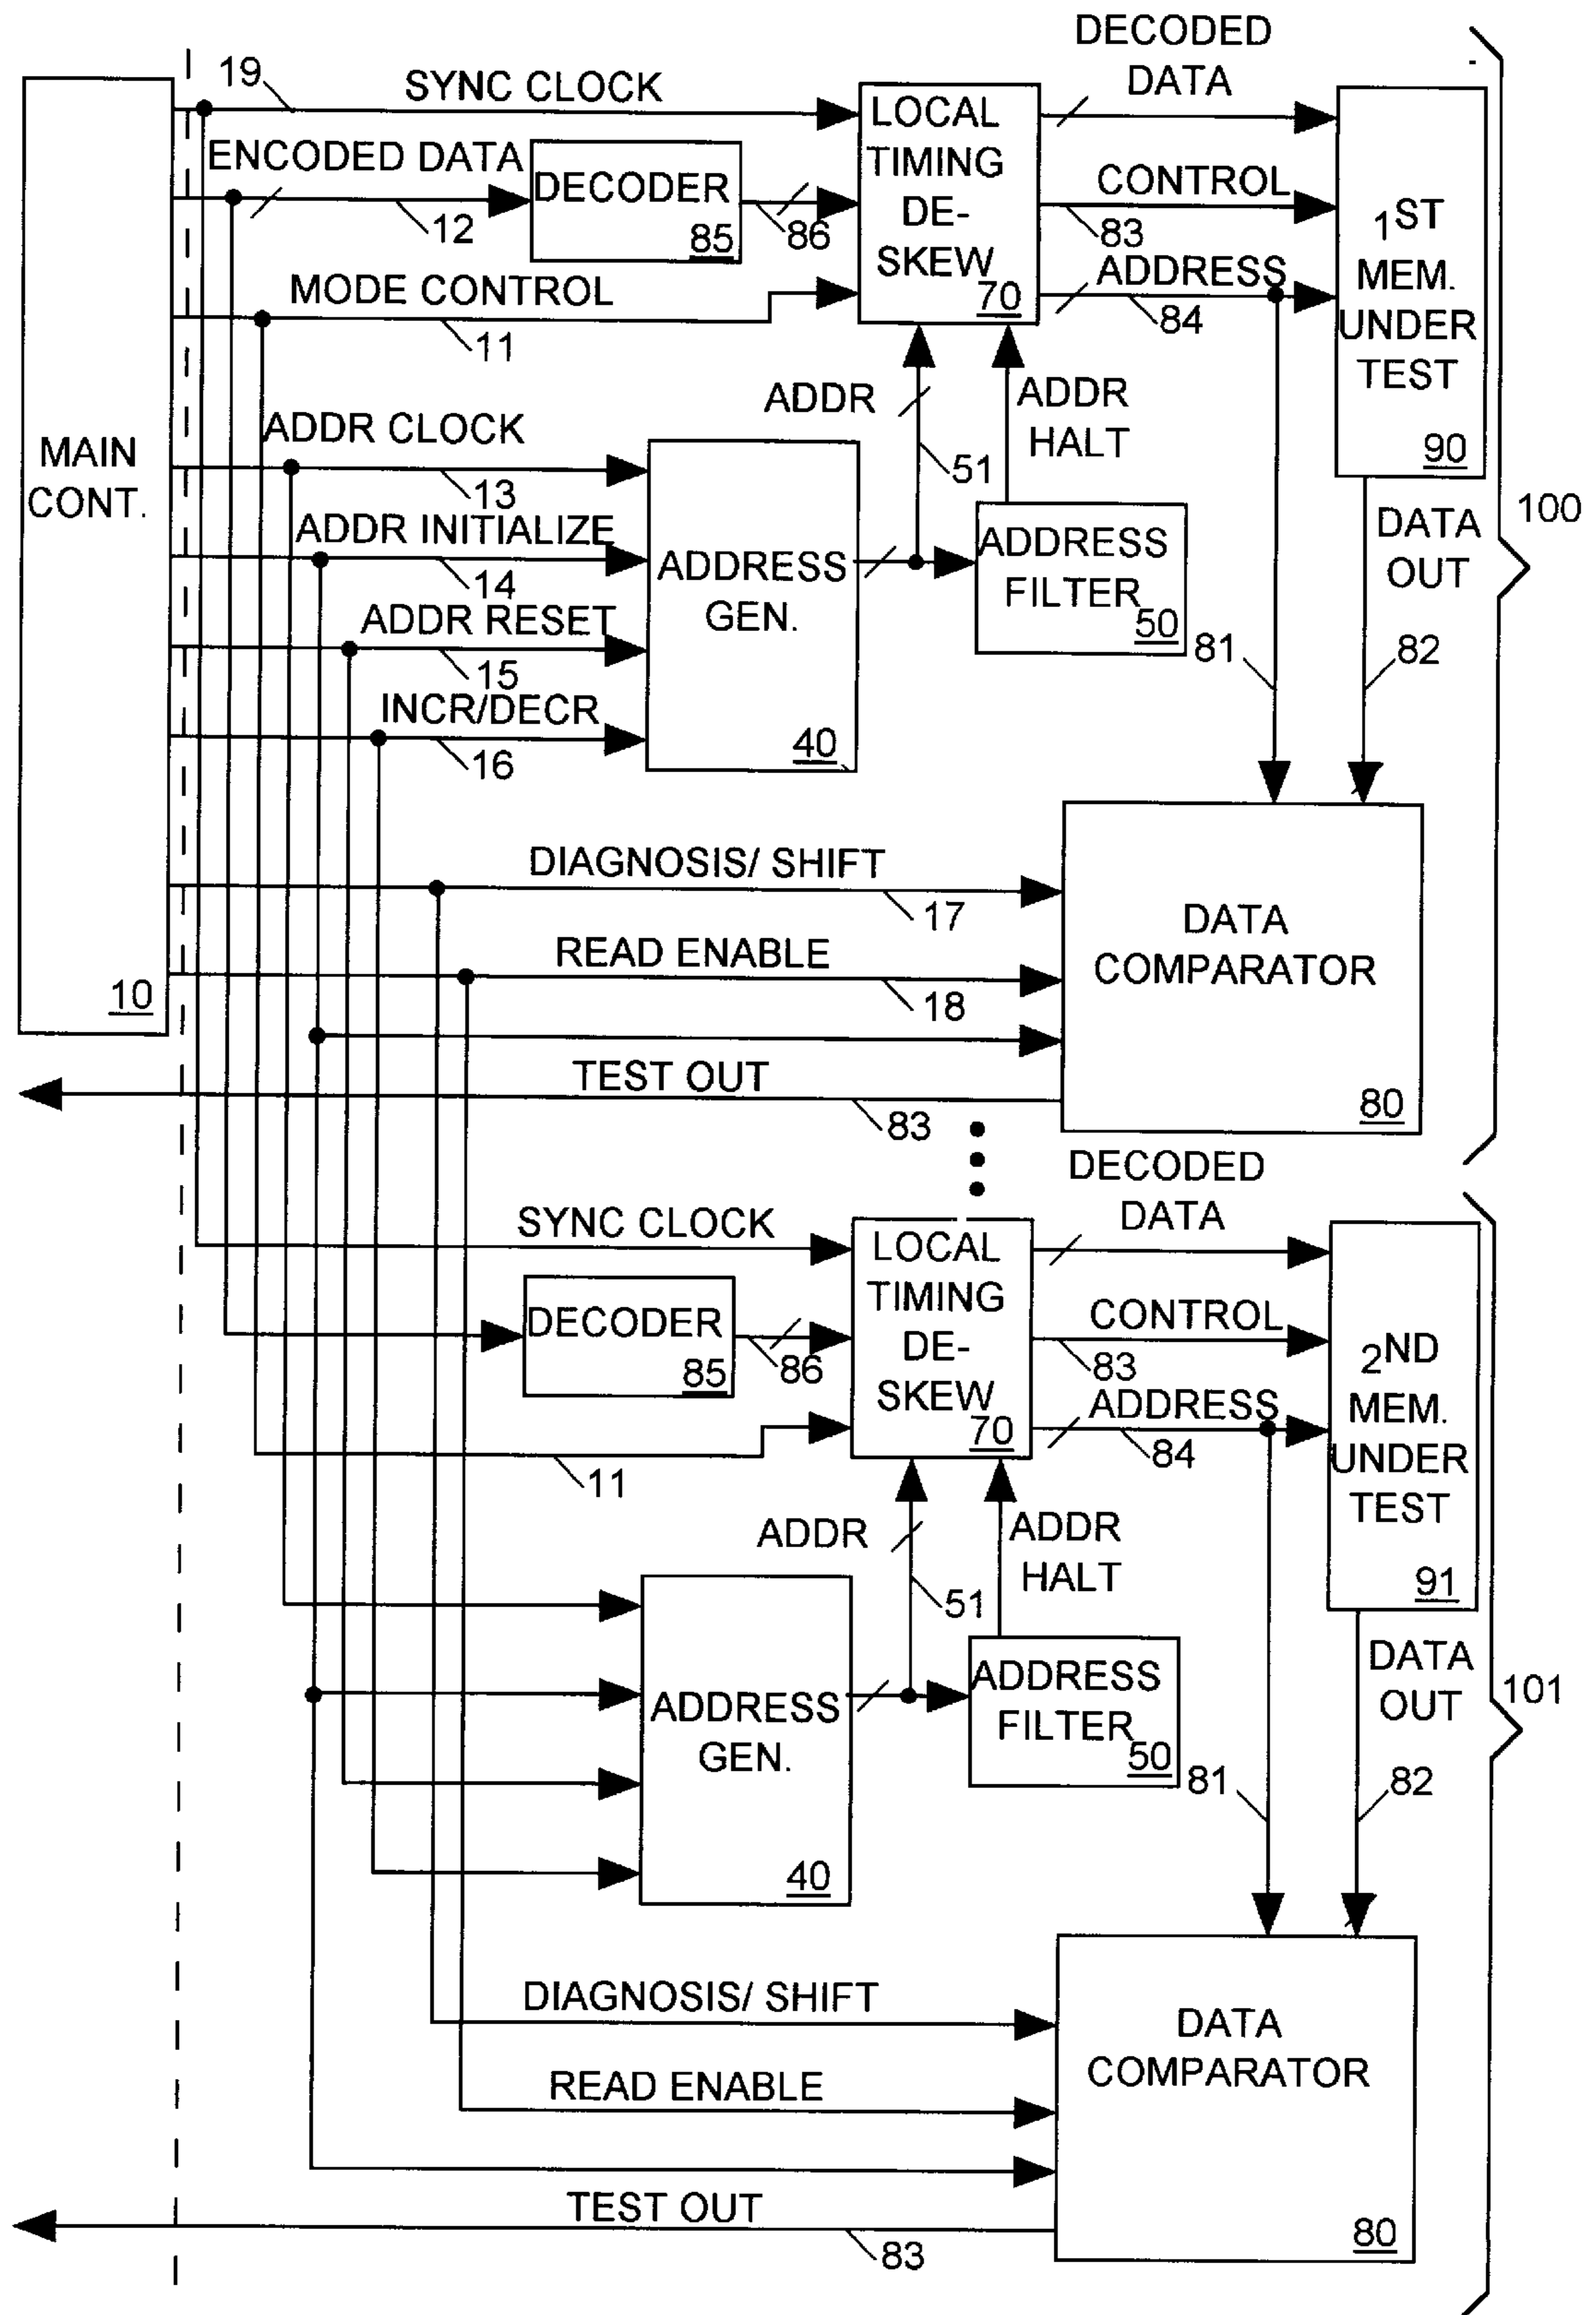 DECODED
DATA
19
SYNC CLOCK
LOCAL
TIMING
DE-
SKEW
70
ENCODED DATA
DECODER
85
12
86
CONTROL
83
ADDRESS
84
1ST
MEM.
UNDER
TEST
90
MODE CONTROL
11
ADDR
51
ADDR
HALT
MAIN
CONT.
10
ADDR CLOCK
13
ADDR INITIALIZE
14
ADDR RESET
15
INCR/DECR
16
ADDRESS
GEN.
40
ADDRESS
FILTER
50
DATA
OUT
100
81
82
DIAGNOSIS/ SHIFT
17
READ ENABLE
18
DATA
COMPARATOR
80
TEST OUT
83
DECODED
DATA
SYNC CLOCK
LOCAL
TIMING
DE-
SKEW
70
DECODER
85
86
CONTROL
83
ADDRESS
84
2ND
MEM.
UNDER
TEST
91
11
ADDR
51
ADDR
HALT
ADDRESS
GEN.
40
ADDRESS
FILTER
50
DATA
OUT
101
81
82
DIAGNOSIS/ SHIFT
READ ENABLE
DATA
COMPARATOR
80
TEST OUT
83